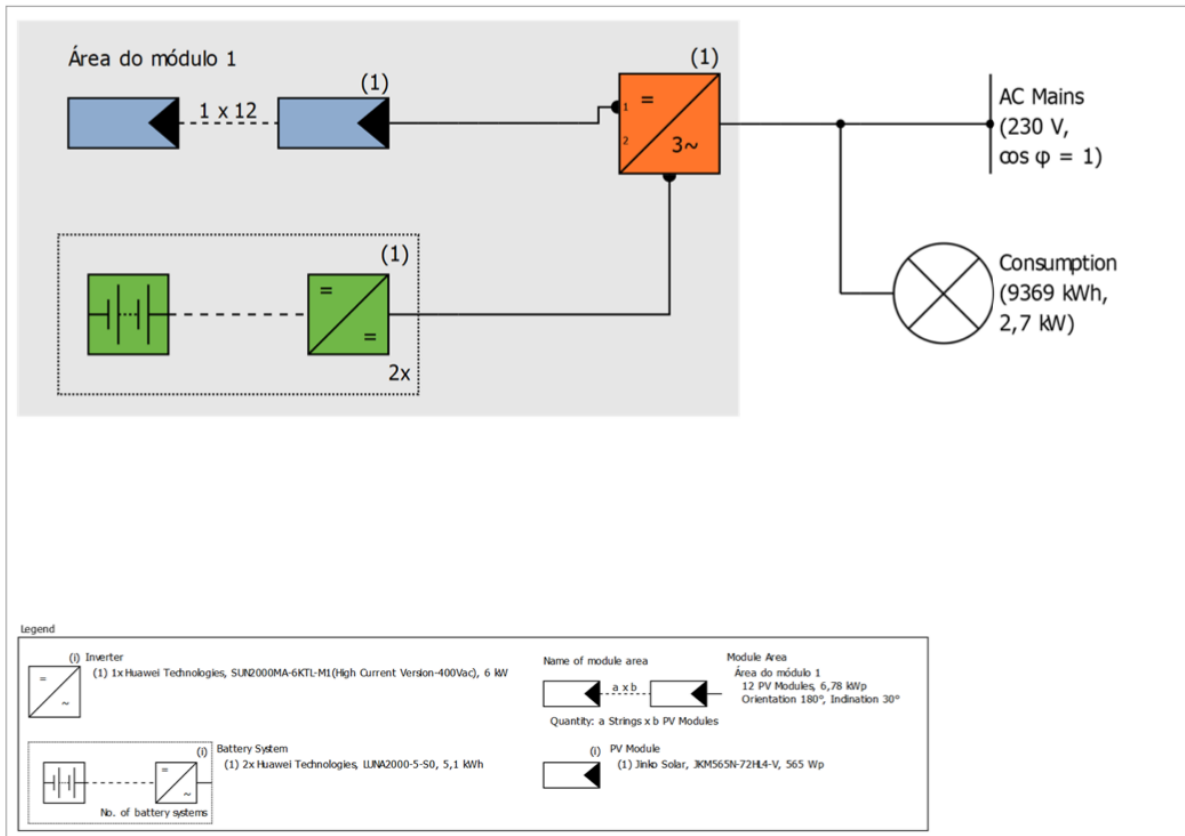 Área do módulo 1
(1)
1 x 12
(1)
=
1
2
3~
AC Mains
(230 V,
cos φ = 1)
(1)
=
=
2x
Consumption
(9369 kWh,
2,7 kW)
Legend
(i) Inverter
(1) 1x Huawei Technologies, SUN2000MA-6KTL-M1(High Current Version-400Vac), 6 kW
=
~
Name of module area
a x b
Quantity: a Strings x b PV Modules
Module Area
Área do módulo 1
12 PV Modules, 6,78 kWp
Orientation 180°, Inclination 30°
(i) Battery System
(1) 2x Huawei Technologies, LUNA2000-5-S0, 5,1 kWh
=
~
No. of battery systems
(i) PV Module
(1) Jinko Solar, JKM565N-72HL4-V, 565 Wp